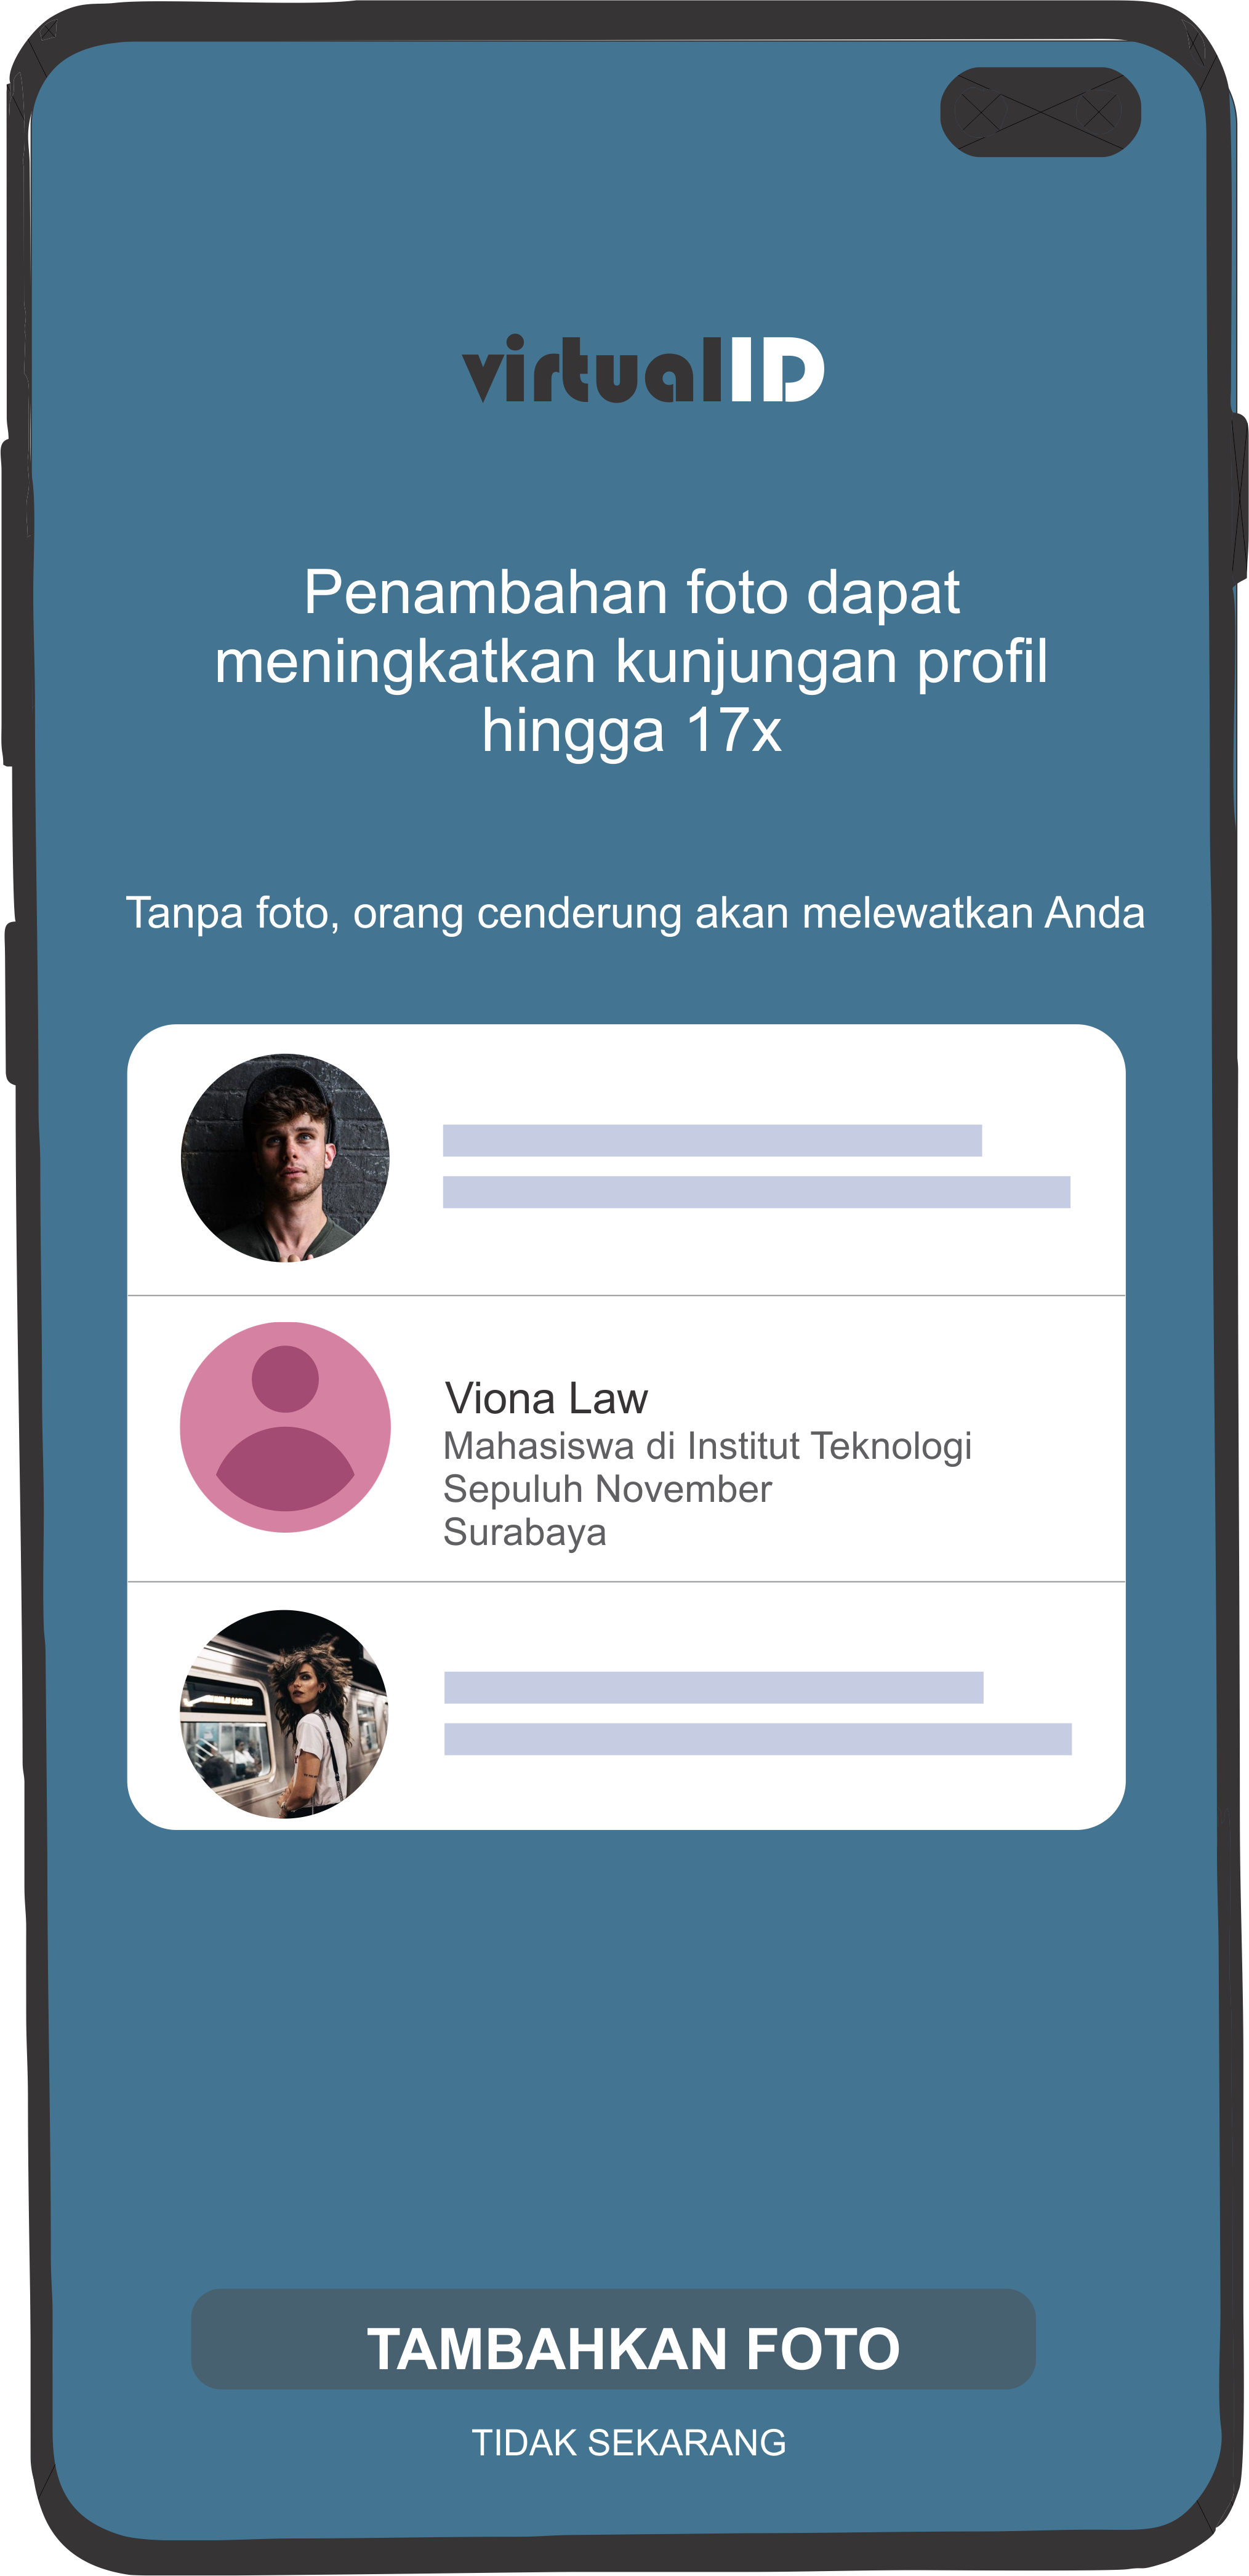 virtualID
Penambahan foto dapat
meningkatkan kunjungan profil
hingga 17x
Tanpa foto, orang cenderung akan melewatkan Anda
Viona Law
Mahasiswa di Institut Teknologi
Sepuluh November
Surabaya
TAMBAHKAN FOTO
TIDAK SEKARANG